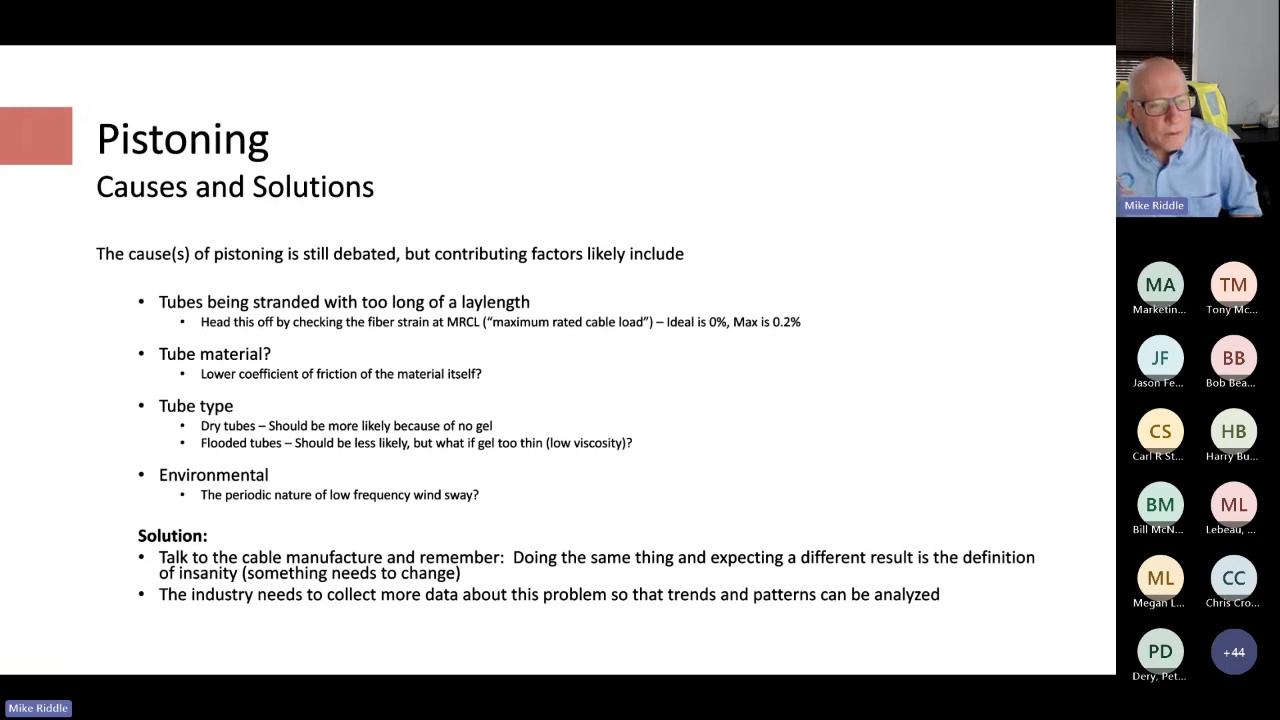 Pistoning
Causes and Solutions
The cause(s) of pistoning is still debated, but contributing factors likely include
• Tubes being stranded with too long of a laylength
• Head this off by checking the fiber strain at MRCL (“maximum rated cable load”) – Ideal is 0%, Max is 0.2%
• Tube material?
• Lower coefficient of friction of the material itself?
• Tube type
• Dry tubes – Should be more likely because of no gel
• Flooded tubes – Should be less likely, but what if gel too thin (low viscosity)?
• Environmental
• The periodic nature of low frequency wind sway?
Solution:
• Talk to the cable manufacture and remember:  Doing the same thing and expecting a different result is the definition
of insanity (something needs to change)
• The industry needs to collect more data about this problem so that trends and patterns can be analyzed
Mike Riddle
MA
Marketin...
TM
Tony Mc...
JF
Jason Fe...
BB
Bob Bea...
CS
Carl R St...
HB
Harry Bu...
BM
Bill McN...
ML
Lebeau, ...
ML
Megan L...
CC
Chris Cro...
PD
Dery, Pet...
+44
Mike Riddle